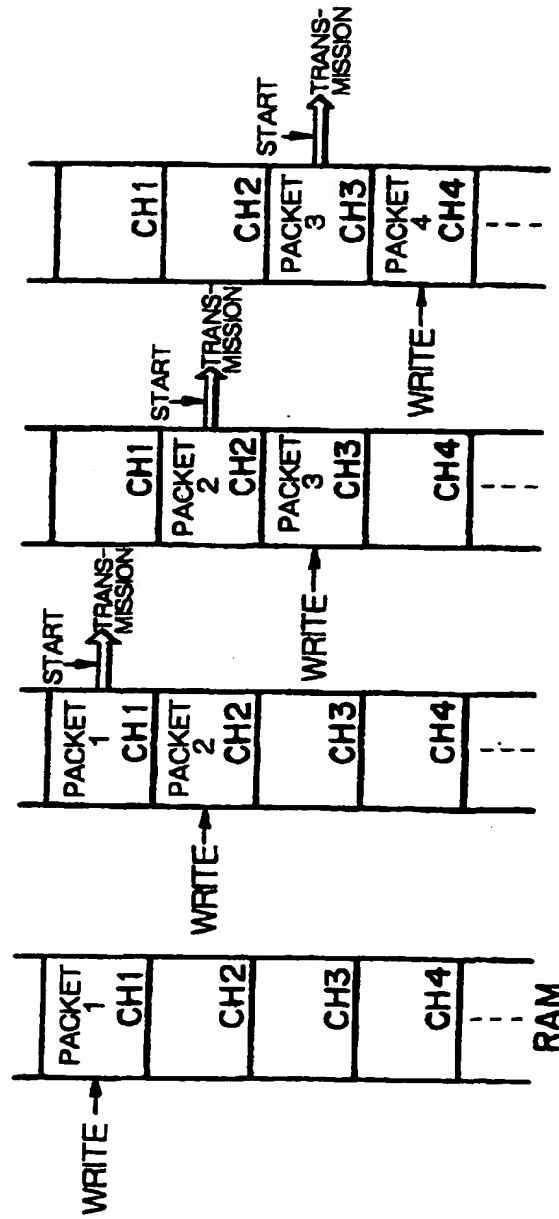 WRITE
PACKET
1
CH1
CH2
CH3
CH4
RAM
START
TRANS-
MISSION
PACKET
1
CH1
WRITE
PACKET
2
CH2
CH3
CH4
CH1
START
TRANS-
MISSION
PACKET
2
CH2
WRITE
PACKET
3
CH3
CH4
CH1
CH2
START
TRANS-
MISSION
PACKET
3
CH3
WRITE
PACKET
4
CH4